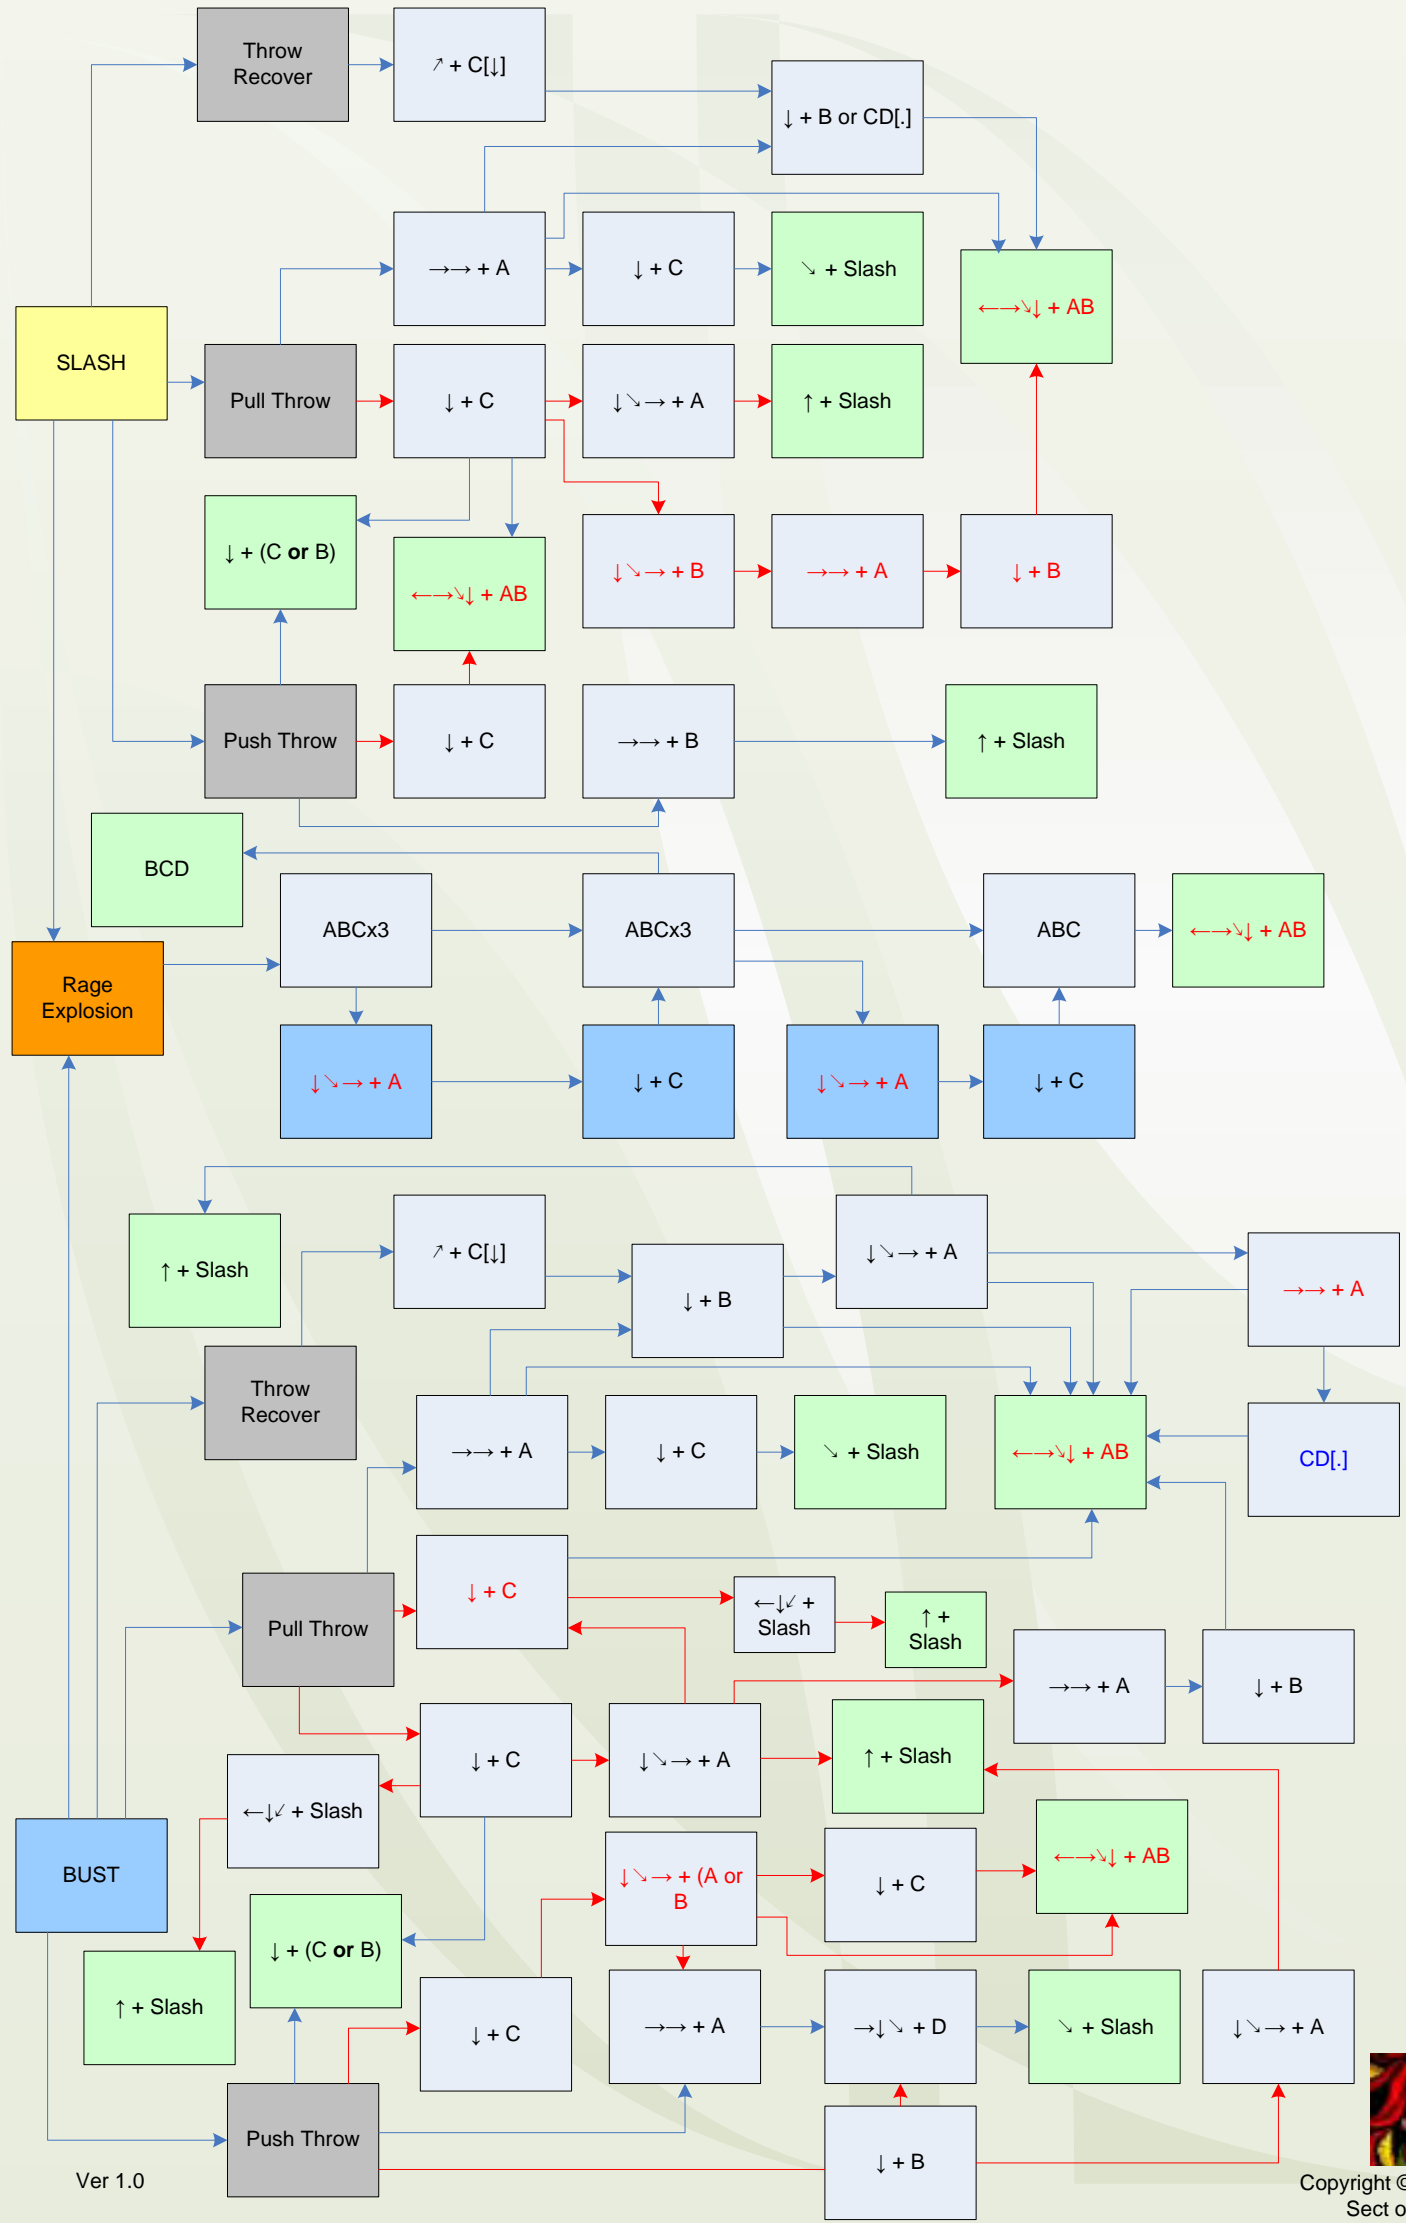 Throw
Recover
↗ + C[↓]
↓ + B or CD[.]
→→ + A
↓ + C
↘ + Slash
←→↘↓ + AB
SLASH
Pull Throw
↓ + C
↓↘→ + A
↑ + Slash
↓ + (C or B)
←→↘↓ + AB
↓↘→ + B
→→ + A
↓ + B
Push Throw
↓ + C
→→ + B
↑ + Slash
BCD
ABCx3
ABCx3
ABC
←→↘↓ + AB
Rage
Explosion
↓↘→ + A
↓ + C
↓↘→ + A
↓ + C
↑ + Slash
↗ + C[↓]
↓ + B
↓↘→ + A
→→ + A
Throw
Recover
→→ + A
↓ + C
↘ + Slash
←→↘↓ + AB
CD[.]
Pull Throw
↓ + C
←↓↙ +
Slash
↑ +
Slash
→→ + A
↓ + B
↓ + C
↓↘→ + A
↑ + Slash
←↓↙ + Slash
BUST
↓↘→ + (A or
B
↓ + C
←→↘↓ + AB
↓ + (C or B)
↑ + Slash
↓ + C
→→ + A
→↓↘ + D
↘ + Slash
↓↘→ + A
Push Throw
↓ + B
Ver 1.0
Copyright ©
Sect o